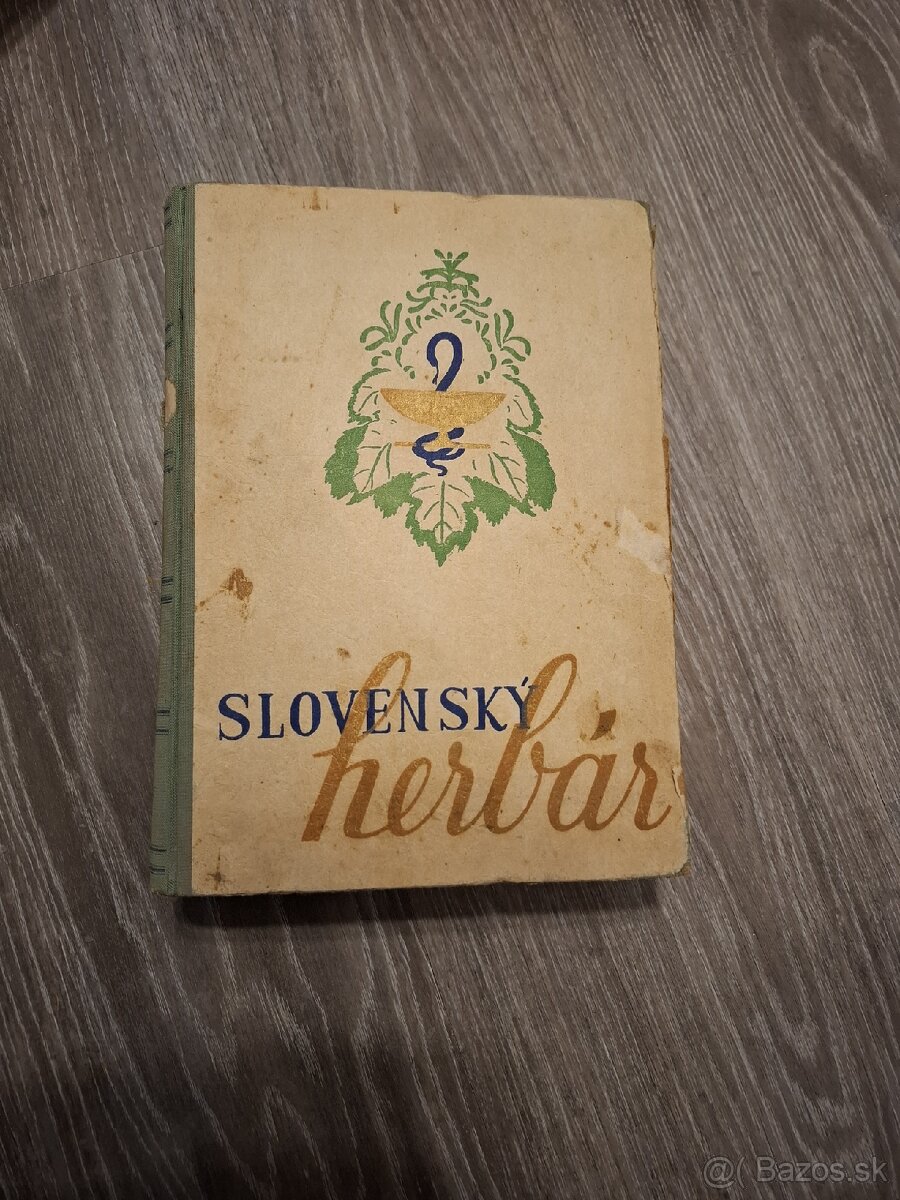 SLOVENSKÝ
herbár
@( Bazos.sk